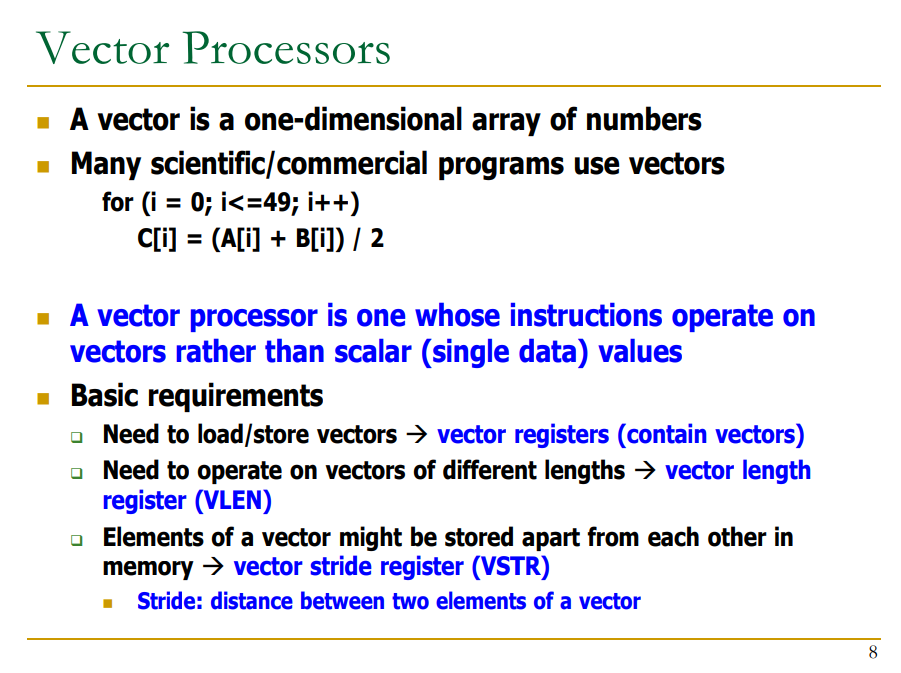 Vector Processors
A vector is a one-dimensional array of numbers
Many scientific/commercial programs use vectors
for (i = 0; i<=49; i++)
C[i] = (A[i] + B[i]) / 2
A vector processor is one whose instructions operate on
vectors rather than scalar (single data) values
Basic requirements
Need to load/store vectors → vector registers (contain vectors)
Need to operate on vectors of different lengths → vector length
register (VLEN)
Elements of a vector might be stored apart from each other in
memory → vector stride register (VSTR)
Stride: distance between two elements of a vector
8